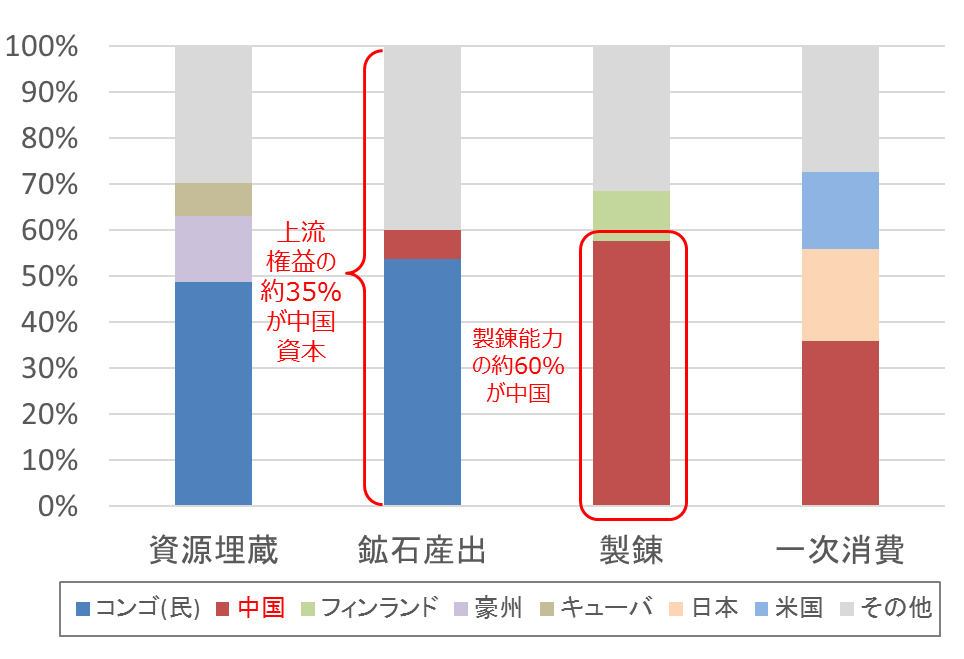 100%
90%
80%
70%
60%
50%
40%
30%
20%
10%
0%
上流
権益の
約35%
が中国
資本
製錬能力
の約60%
が中国
資源埋蔵
鉱石産出
製錬
一次消費
コンゴ(民) 中国 フィンランド 豪州 キューバ 日本 米国 その他